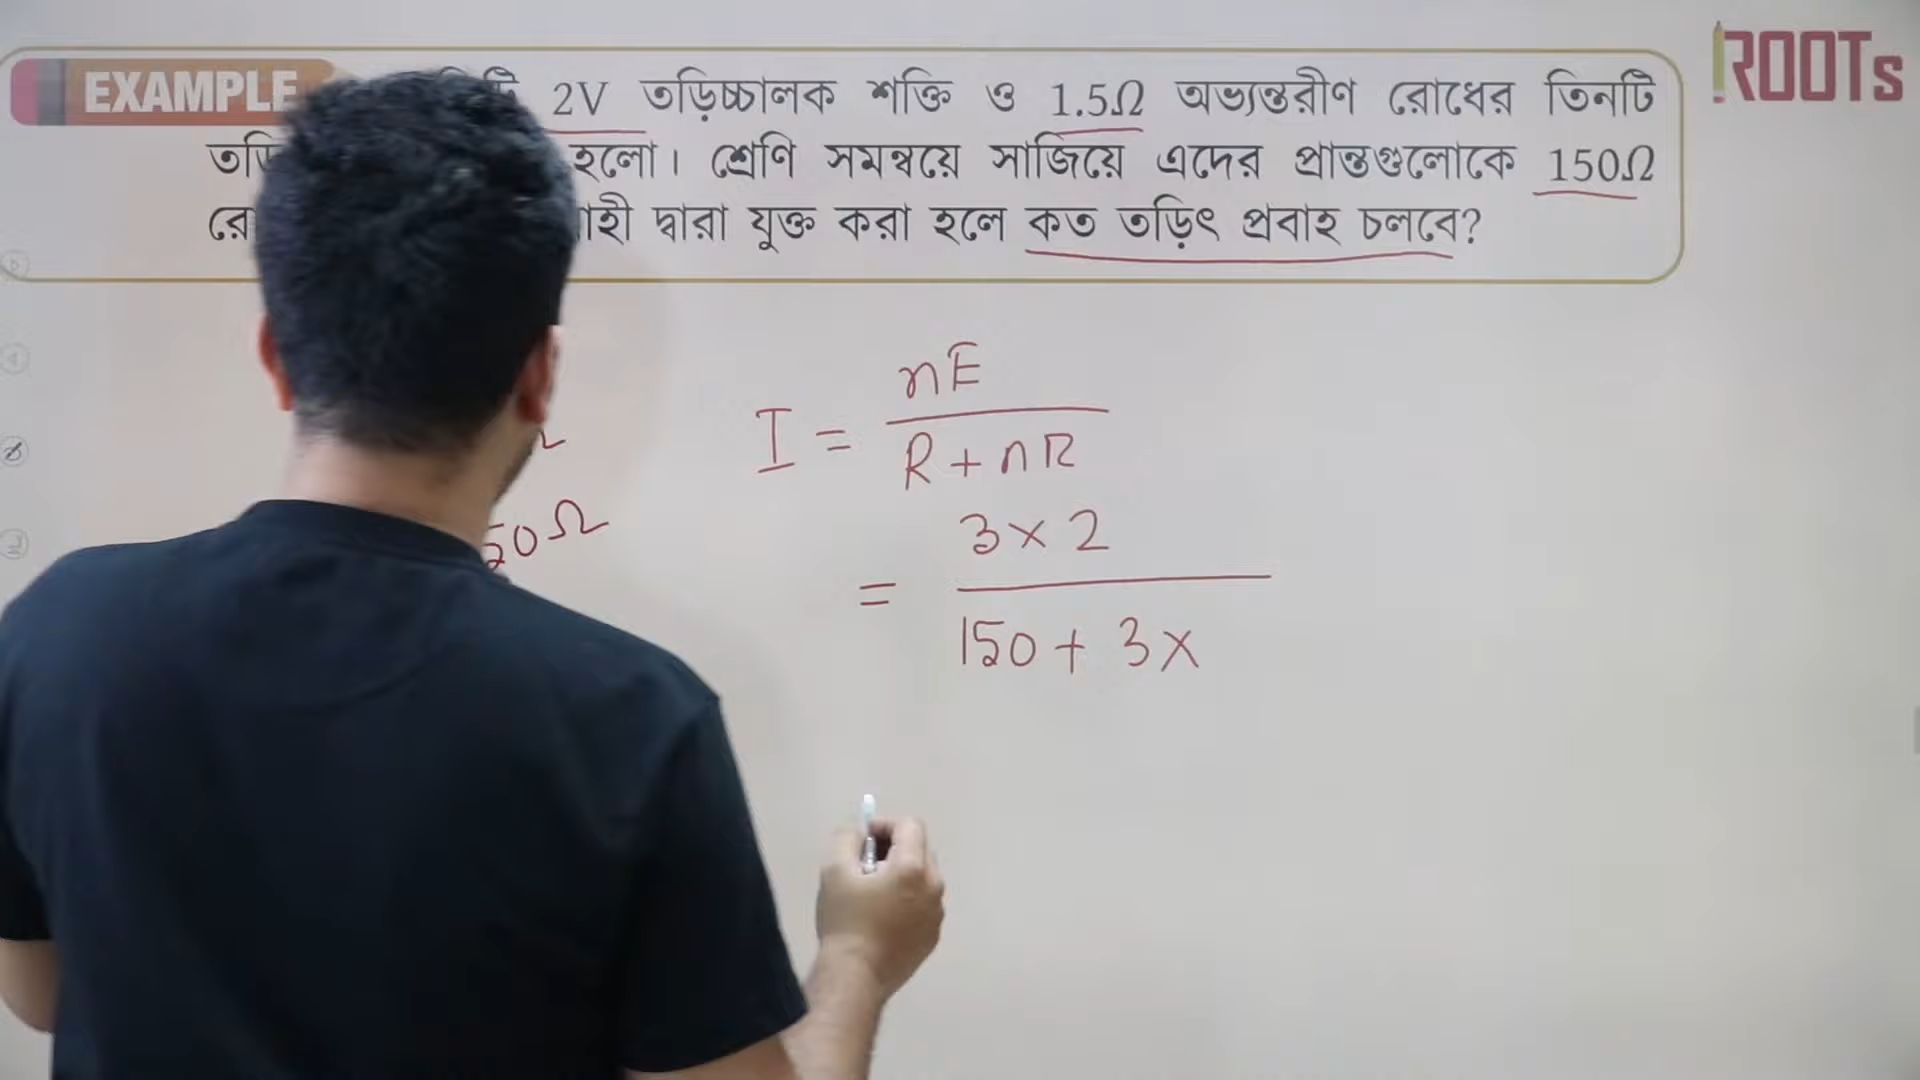 ROOTs
EXAMPLE 2V তড়িচ্চালক শক্তি ও 1.5Ω অভ্যন্তরীণ রোধের তিনটি
হলো। শ্রেণি সমন্বয়ে সাজিয়ে এদের প্রান্তগুলোকে 150Ω
দ্বারা যুক্ত করা হলে কত তড়িৎ প্রবাহ চলবে?
I = nE
R + nR
50Ω
= 3 × 2
150 + 3 ×